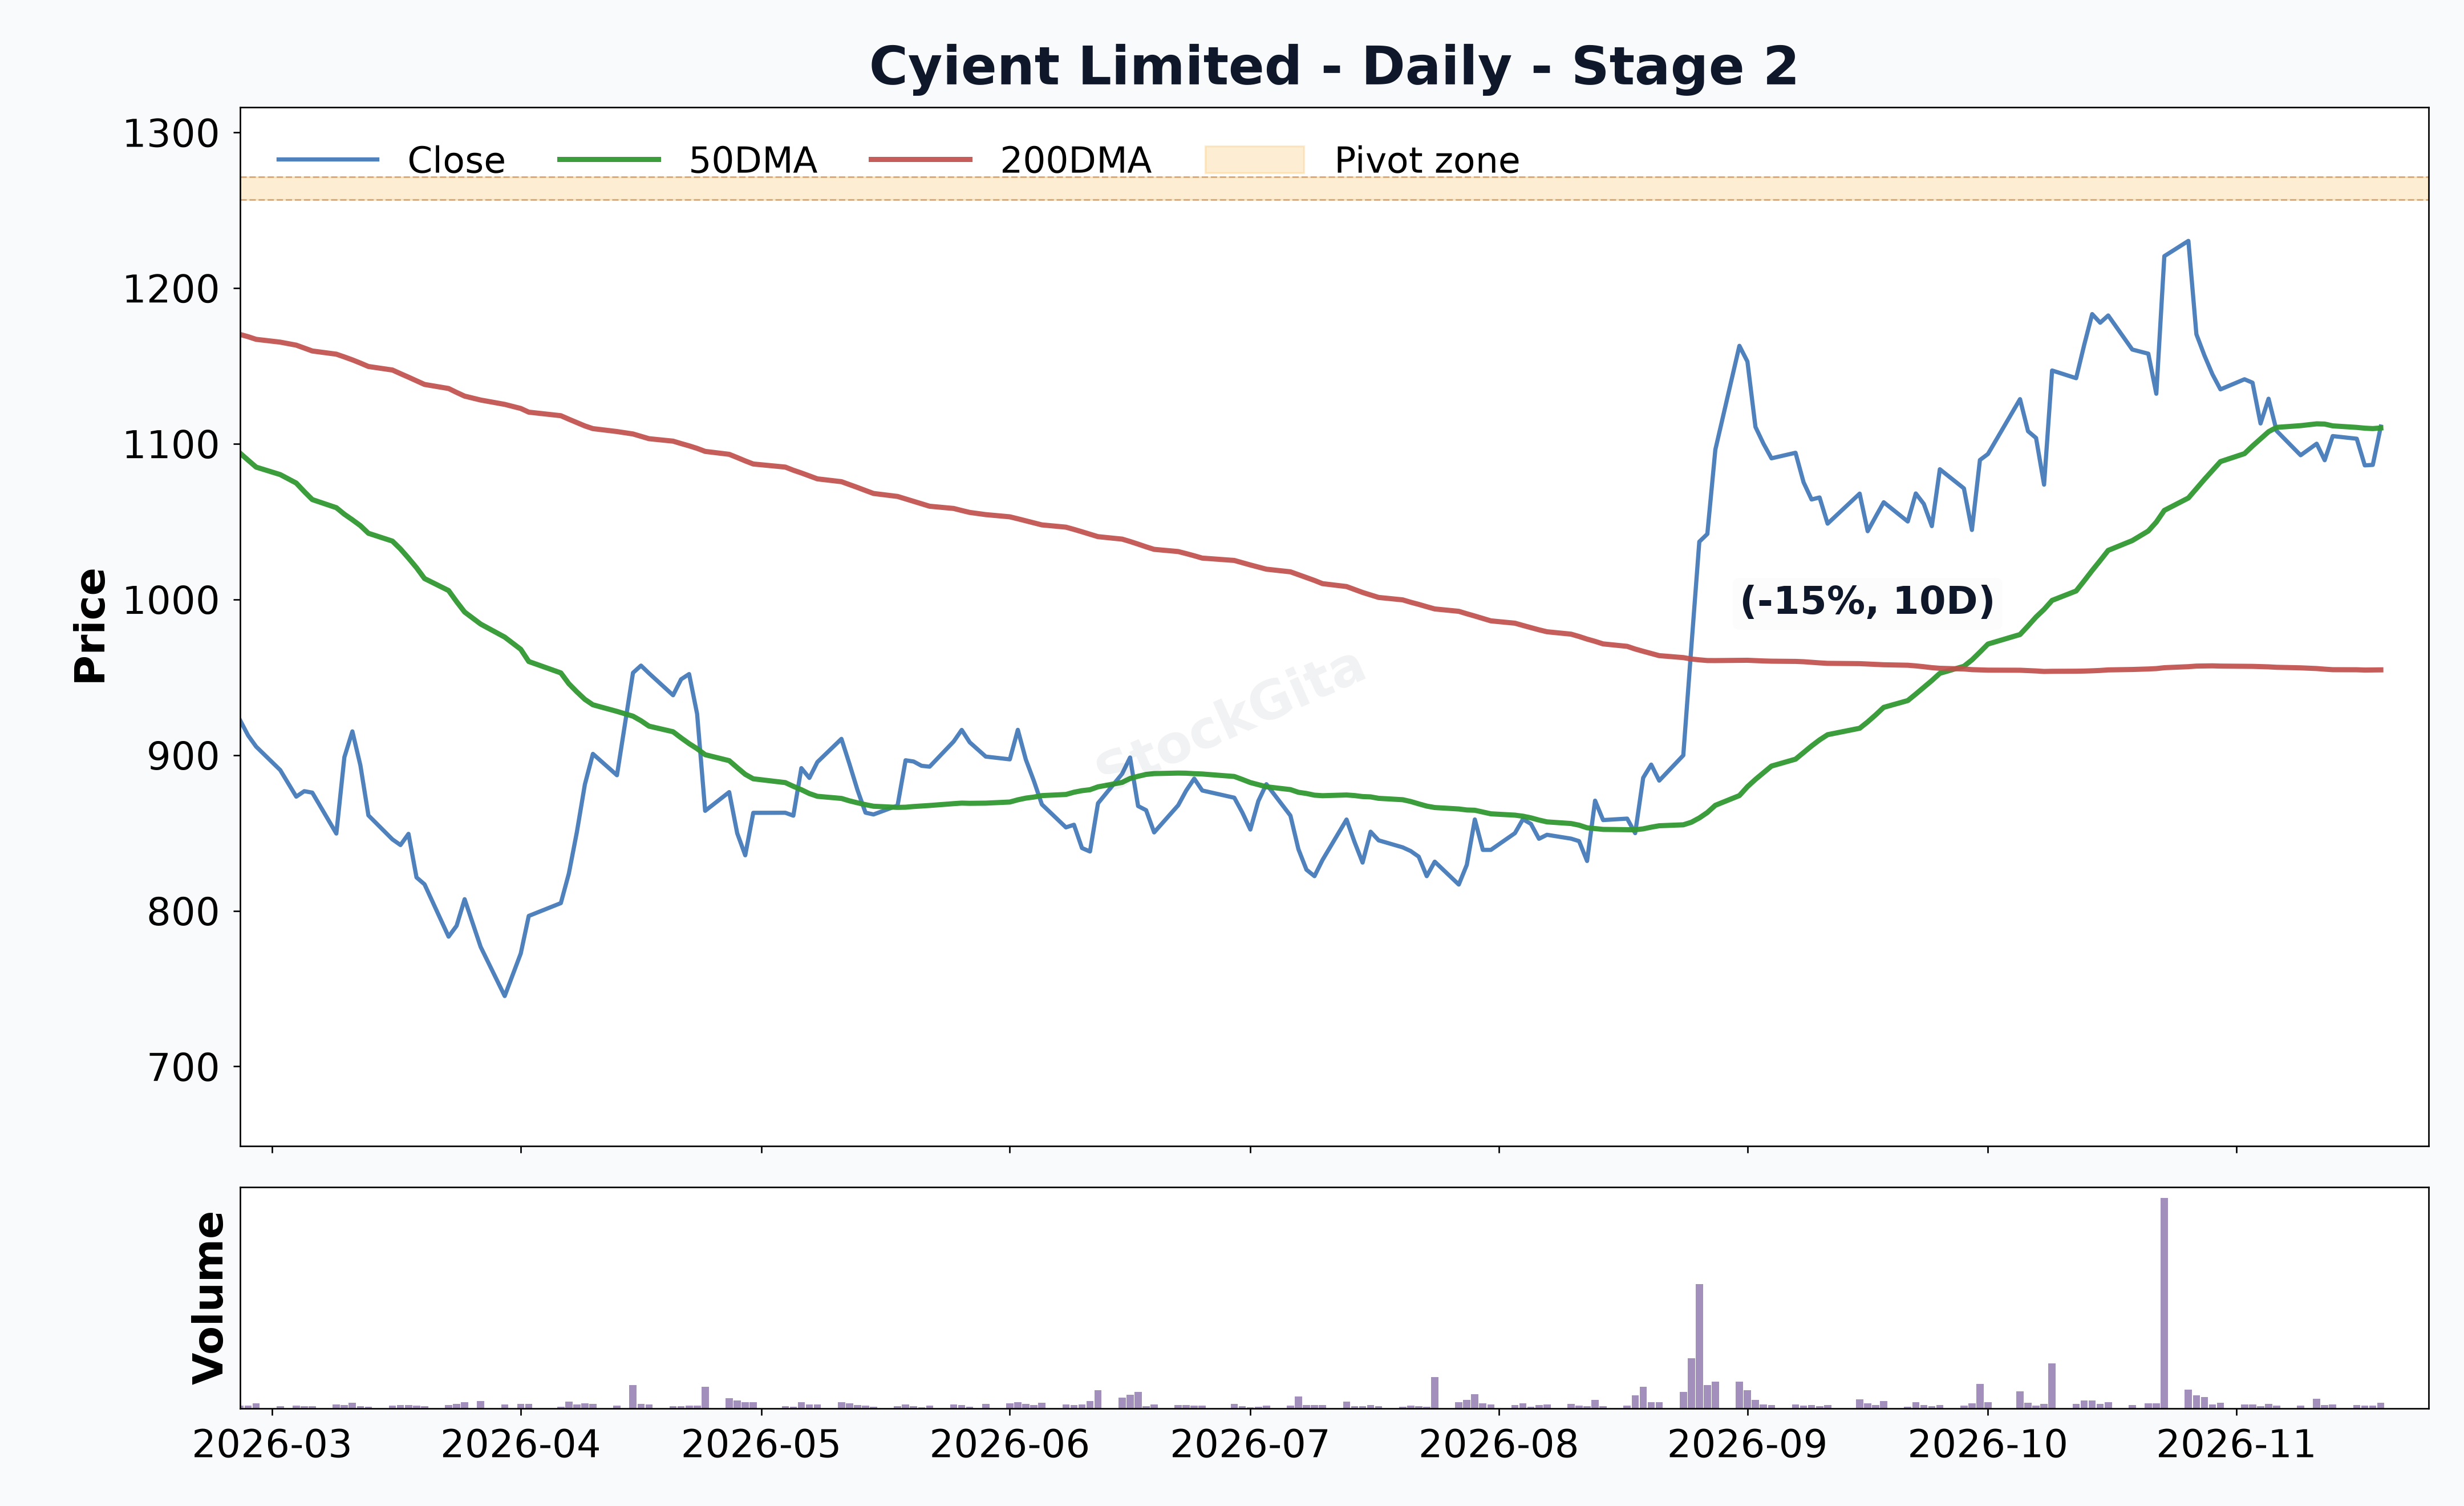 Cyient Limited - Daily - Stage 2
Close 50DMA 200DMA Pivot zone
1300
1200
1100
1000
900
800
700
Price
(-15%, 10D)
StockGita
Volume
2026-03 2026-04 2026-05 2026-06 2026-07 2026-08 2026-09 2026-10 2026-11